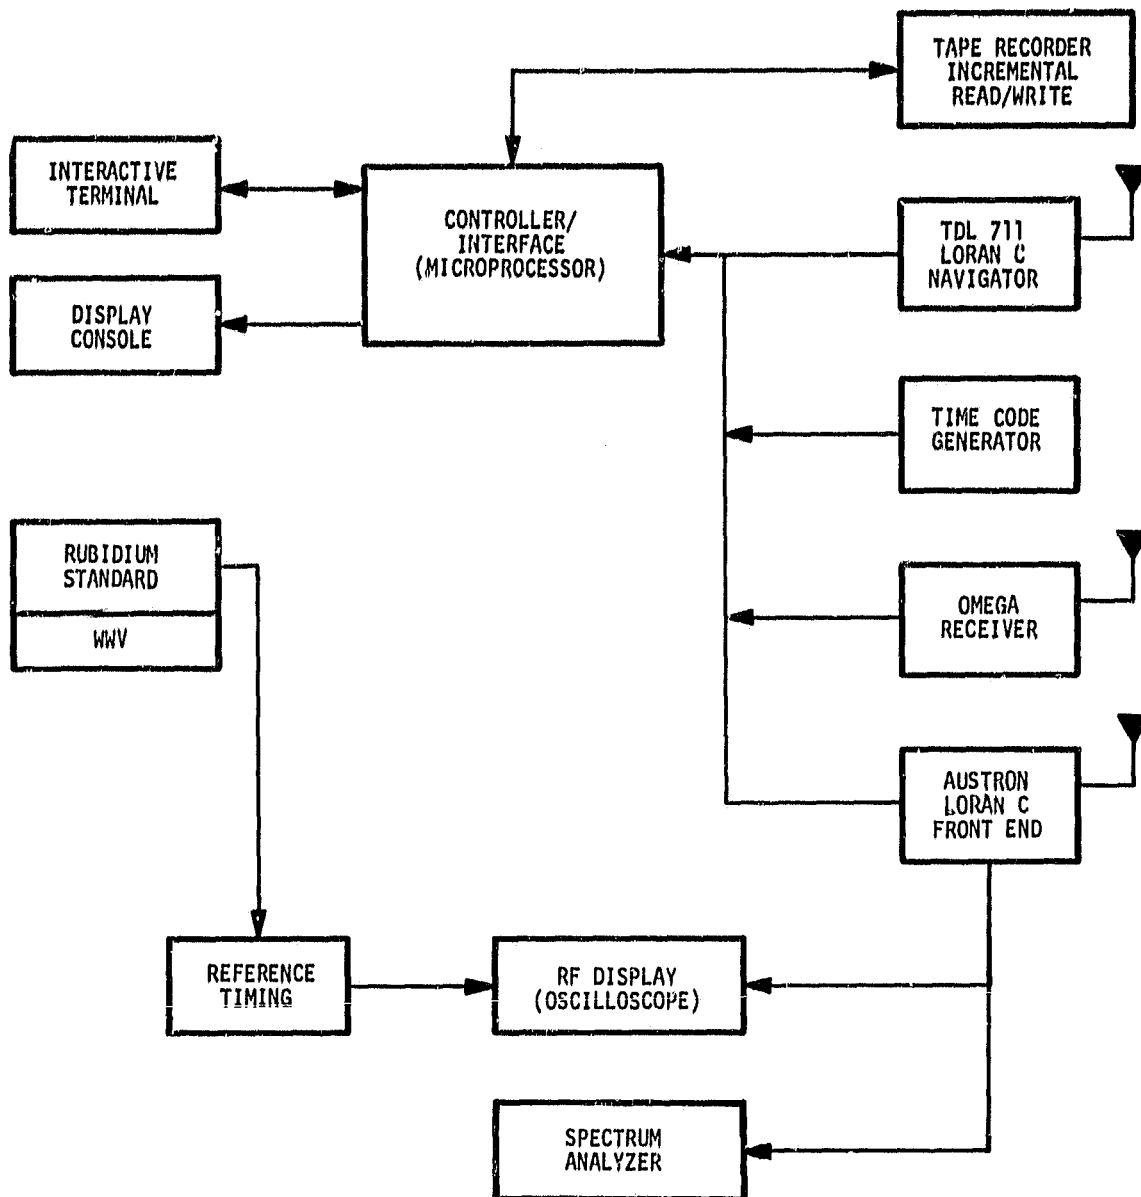 TAPE RECORDER
INCREMENTAL
READ/WRITE
INTERACTIVE
TERMINAL
CONTROLLER/
INTERFACE
(MICROPROCESSOR)
TDL 711
LORAN C
NAVIGATOR
DISPLAY
CONSOLE
TIME CODE
GENERATOR
RUBIDIUM
STANDARD
WWV
OMEGA
RECEIVER
AUSTRON
LORAN C
FRONT END
REFERENCE
TIMING
RF DISPLAY
(OSCILLOSCOPE)
SPECTRUM
ANALYZER